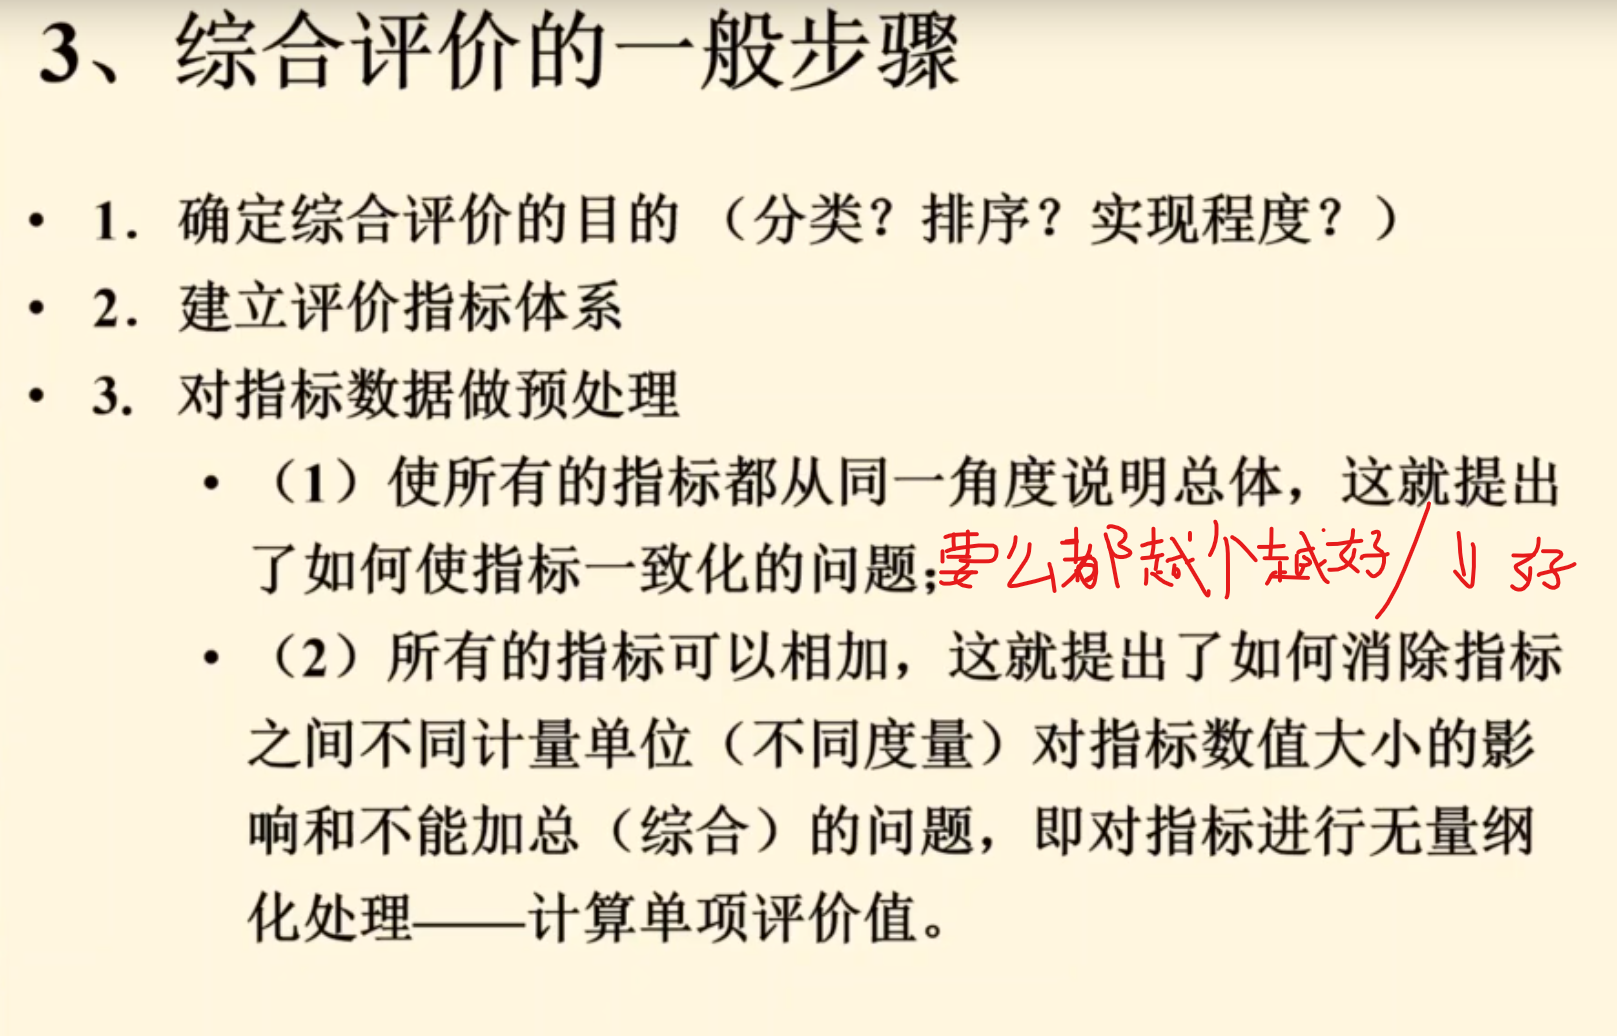 3、综合评价的一般步骤
• 1. 确定综合评价的目的（分类？排序？实现程度？）
• 2. 建立评价指标体系
• 3. 对指标数据做预处理
• （1）使所有的指标都从同一角度说明总体，这就提出
了如何使指标一致化的问题；要么都越个越好/ ↓好
• （2）所有的指标可以相加，这就提出了如何消除指标
之间不同计量单位（不同度量）对指标数值大小的影
响和不能加总（综合）的问题，即对指标进行无量纲
化处理——计算单项评价值。